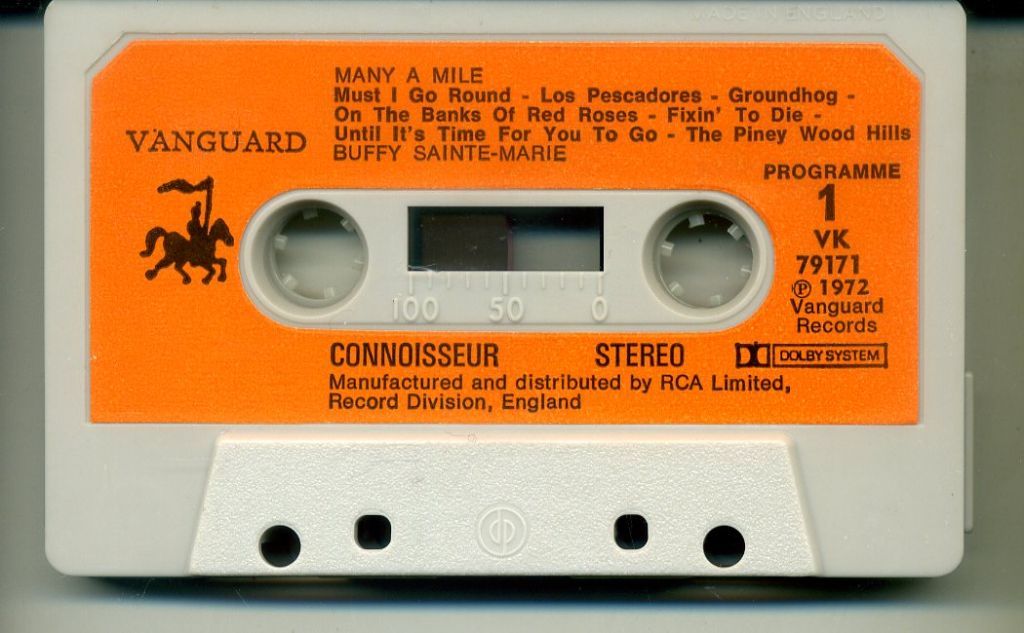 MADE IN ENGLAND
MANY A MILE
Must I Go Round - Los Pescadores - Groundhog -
On The Banks Of Red Roses - Fixin' To Die -
Until It's Time For You To Go - The Piney Wood Hills
BUFFY SAINTE-MARIE
VANGUARD
PROGRAMME
1
VK
79171
℗ 1972
Vanguard
Records
100 50 0
CONNOISSEUR STEREO DOLBY SYSTEM
Manufactured and distributed by RCA Limited,
Record Division, England